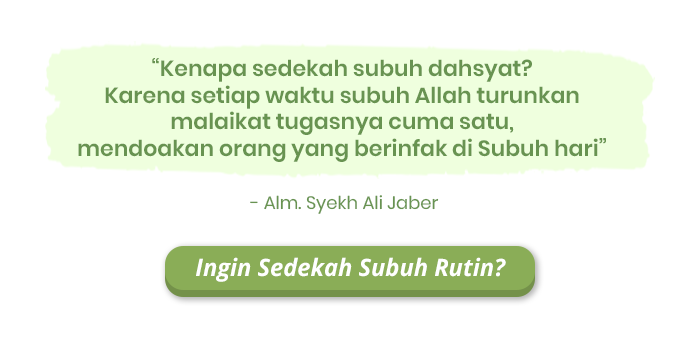 “Kenapa sedekah subuh dahsyat?
Karena setiap waktu subuh Allah turunkan
malaikat tugasnya cuma satu,
mendoakan orang yang berinfak di Subuh hari”
- Alm. Syekh Ali Jaber
Ingin Sedekah Subuh Rutin?